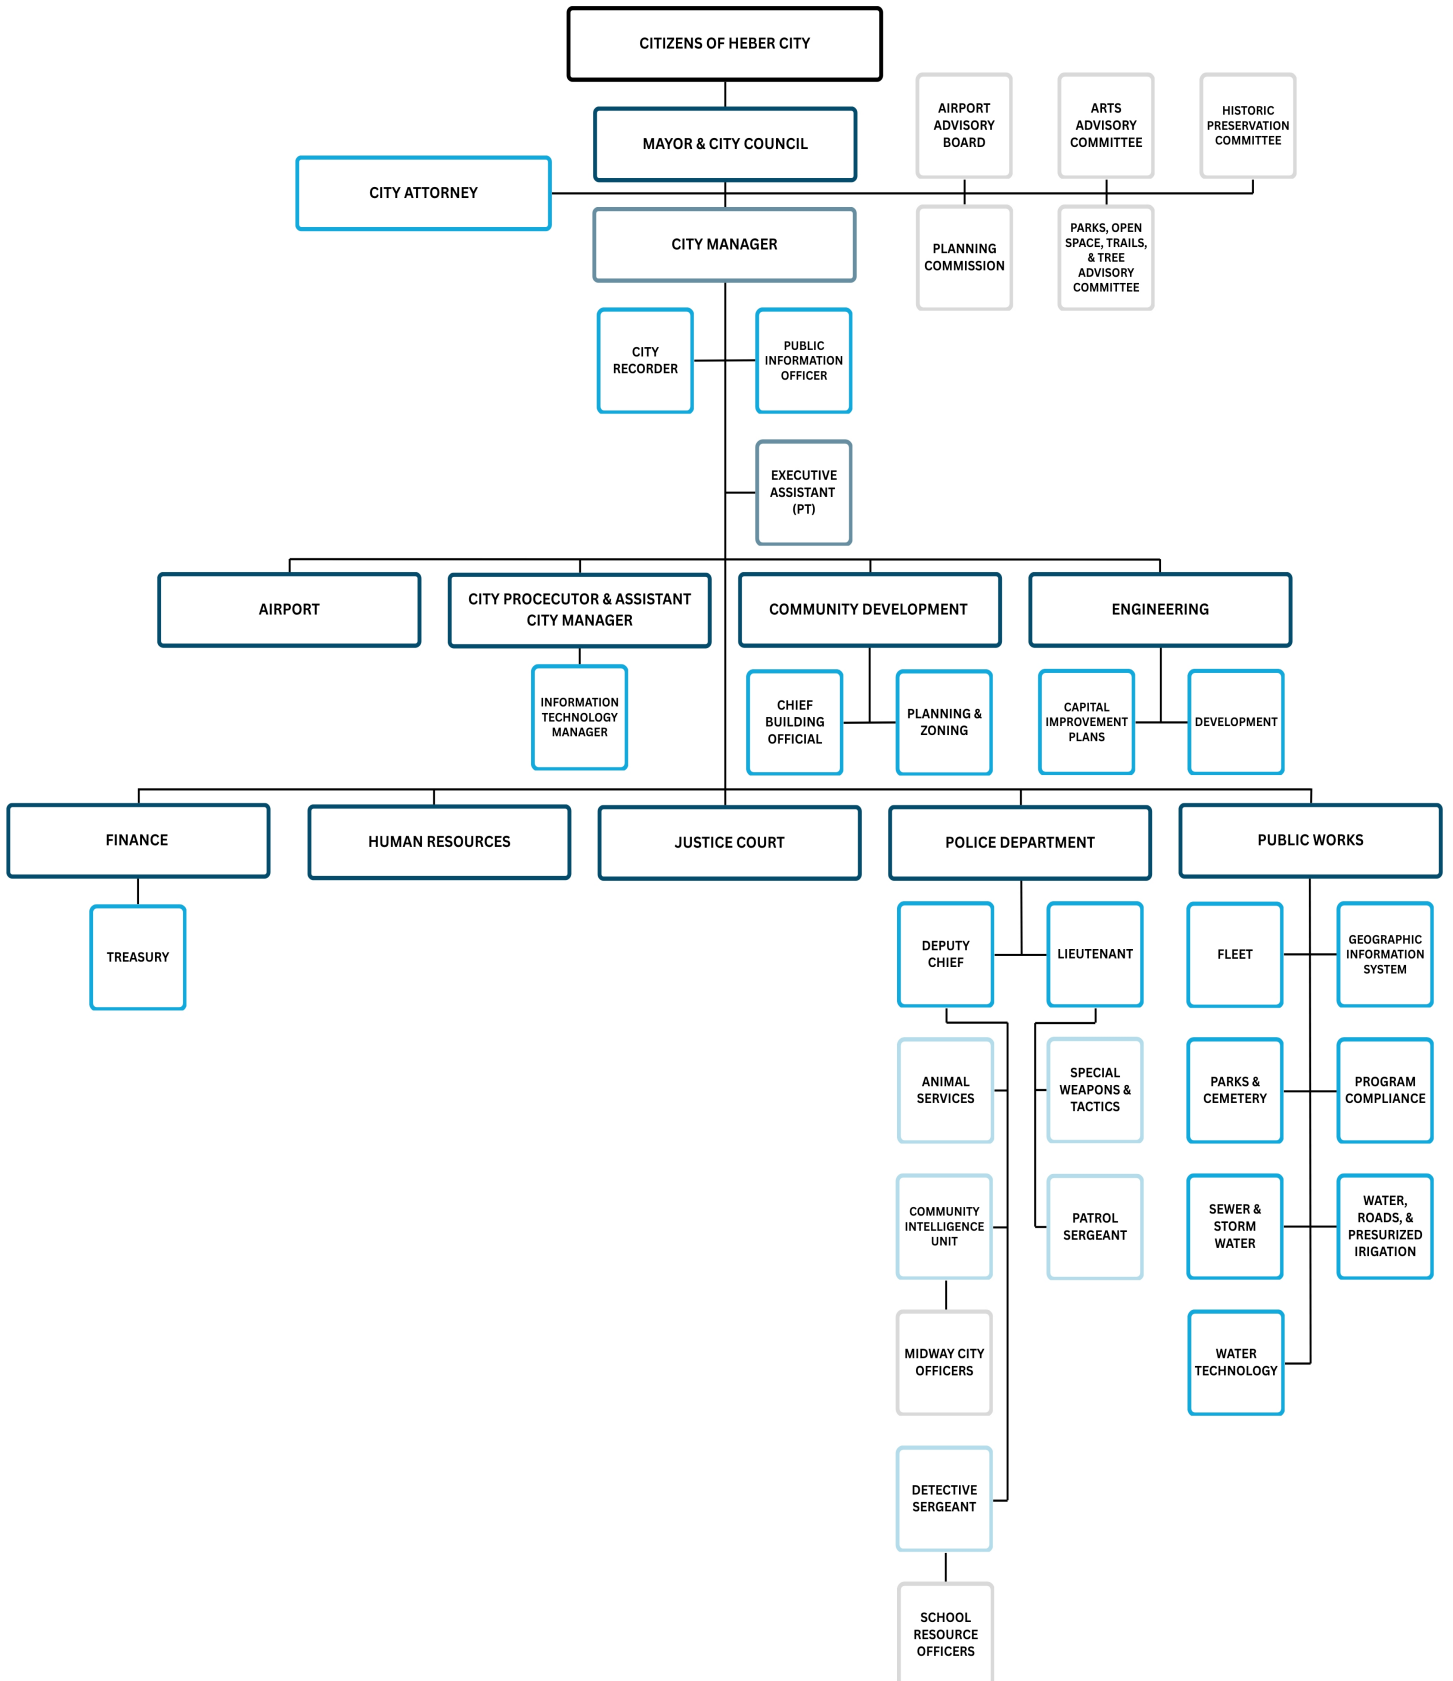 CITIZENS OF HEBER CITY
MAYOR & CITY COUNCIL
AIRPORT
ADVISORY
BOARD
ARTS
ADVISORY
COMMITTEE
HISTORIC
PRESERVATION
COMMITTEE
CITY ATTORNEY
CITY MANAGER
PLANNING
COMMISSION
PARKS, OPEN
SPACE, TRAILS,
& TREE
ADVISORY
COMMITTEE
CITY
RECORDER
PUBLIC
INFORMATION
OFFICER
EXECUTIVE
ASSISTANT
(PT)
AIRPORT
CITY PROCECUTOR & ASSISTANT
CITY MANAGER
COMMUNITY DEVELOPMENT
ENGINEERING
INFORMATION
TECHNOLOGY
MANAGER
CHIEF
BUILDING
OFFICIAL
PLANNING &
ZONING
CAPITAL
IMPROVEMENT
PLANS
DEVELOPMENT
FINANCE
HUMAN RESOURCES
JUSTICE COURT
POLICE DEPARTMENT
PUBLIC WORKS
TREASURY
DEPUTY
CHIEF
LIEUTENANT
FLEET
GEOGRAPHIC
INFORMATION
SYSTEM
ANIMAL
SERVICES
SPECIAL
WEAPONS &
TACTICS
PARKS &
CEMETERY
PROGRAM
COMPLIANCE
COMMUNITY
INTELLIGENCE
UNIT
PATROL
SERGEANT
SEWER &
STORM
WATER
WATER,
ROADS, &
PRESURIZED
IRIGATION
MIDWAY CITY
OFFICERS
WATER
TECHNOLOGY
DETECTIVE
SERGEANT
SCHOOL
RESOURCE
OFFICERS